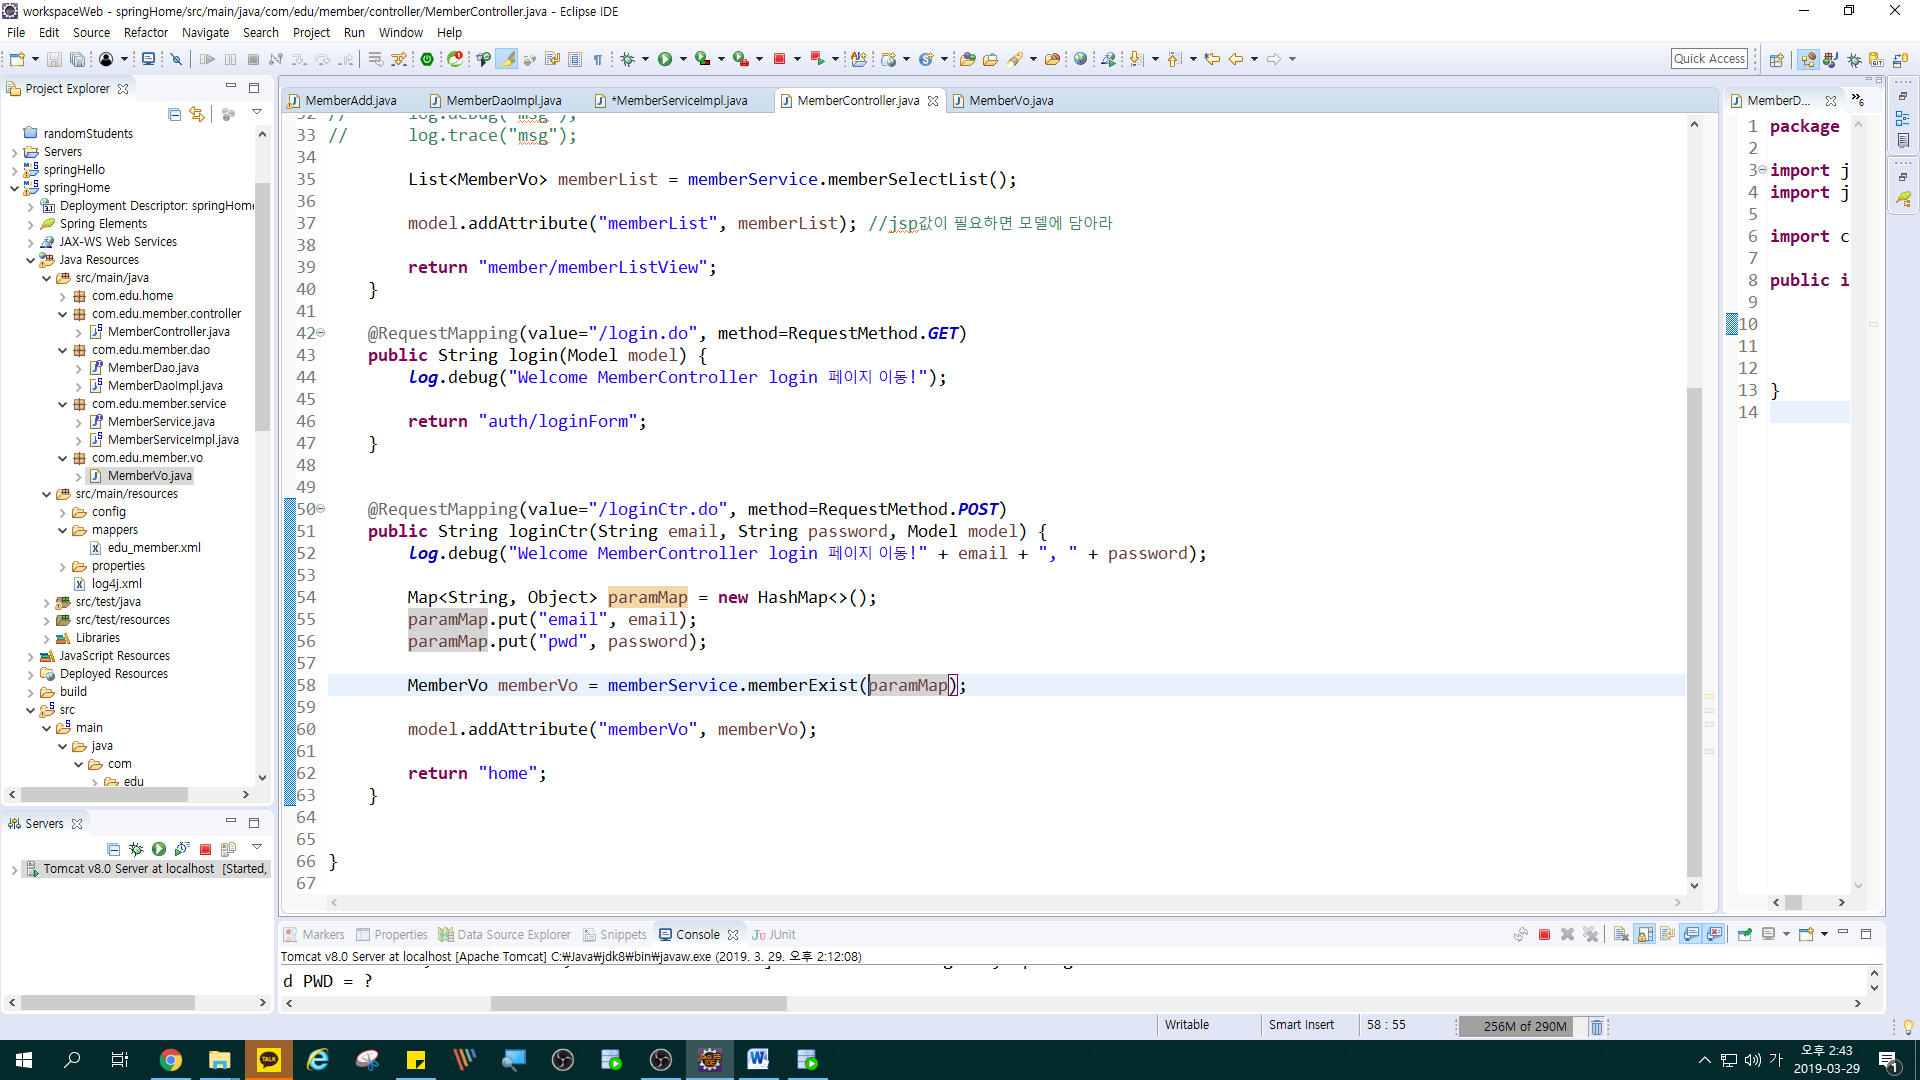 workspaceWeb - springHome/src/main/java/com/edu/member/controller/MemberController.java - Eclipse IDE
File Edit Source Refactor Navigate Search Project Run Window Help
Quick Access
Project Explorer
randomStudents
Servers
springHello
springHome
Deployment Descriptor: springHome
Spring Elements
JAX-WS Web Services
Java Resources
src/main/java
com.edu.home
com.edu.member.controller
MemberController.java
com.edu.member.dao
MemberDao.java
MemberDaoImpl.java
com.edu.member.service
MemberService.java
MemberServiceImpl.java
com.edu.member.vo
MemberVo.java
src/main/resources
config
mappers
edu_member.xml
properties
log4j.xml
src/test/java
src/test/resources
Libraries
JavaScript Resources
Deployed Resources
build
src
main
java
com
edu
Servers
Tomcat v8.0 Server at localhost [Started,
MemberAdd.java MemberDaoImpl.java *MemberServiceImpl.java MemberController.java MemberVo.java
32 // log.debug("msg");
33 // log.trace("msg");
34
35 List<MemberVo> memberList = memberService.memberSelectList();
36
37 model.addAttribute("memberList", memberList); //jsp값이 필요하면 모델에 담아라
38
39 return "member/memberListView";
40 }
41
42 @RequestMapping(value="/login.do", method=RequestMethod.GET)
43 public String login(Model model) {
44 log.debug("Welcome MemberController login 페이지 이동!");
45
46 return "auth/loginForm";
47 }
48
49
50 @RequestMapping(value="/loginCtr.do", method=RequestMethod.POST)
51 public String loginCtr(String email, String password, Model model) {
52 log.debug("Welcome MemberController login 페이지 이동!" + email + ", " + password);
53
54 Map<String, Object> paramMap = new HashMap<>();
55 paramMap.put("email", email);
56 paramMap.put("pwd", password);
57
58 MemberVo memberVo = memberService.memberExist(paramMap);
59
60 model.addAttribute("memberVo", memberVo);
61
62 return "home";
63 }
64
65
66 }
67
MemberD... 6
1 package
2
3 import j
4 import j
5
6 import c
7
8 public i
9
10
11
12
13 }
14
Markers Properties Data Source Explorer Snippets Console JUnit
Tomcat v8.0 Server at localhost [Apache Tomcat] C:₩Java₩jdk8₩bin₩javaw.exe (2019. 3. 29. 오후 2:12:08)
d PWD = ?
Writable Smart Insert 58 : 55 256M of 290M
TALK
가
오후 2:43
2019-03-29
1